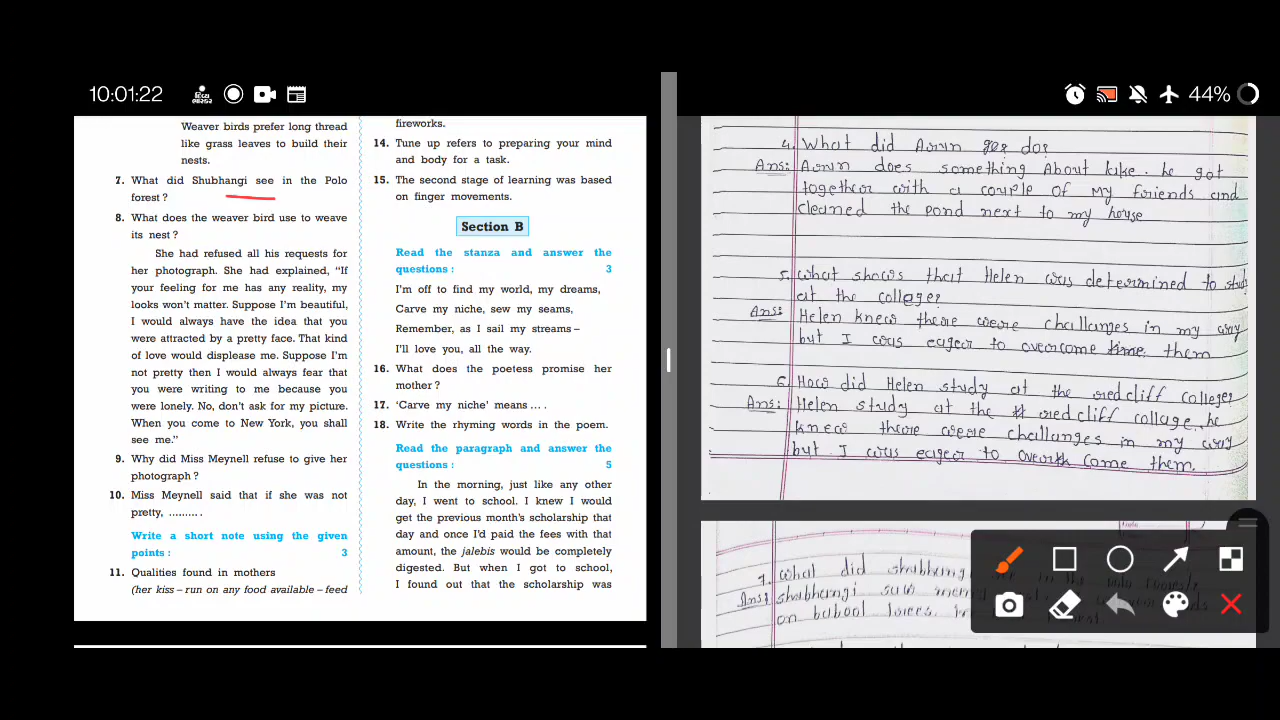 10:01:22
44%
Weaver birds prefer long thread
like grass leaves to build their
nests.
7. What did Shubhangi see in the Polo
forest ?
8. What does the weaver bird use to weave
its nest ?
She had refused all his requests for
her photograph. She had explained, “If
your feeling for me has any reality, my
looks won’t matter. Suppose I’m beautiful,
I would always have the idea that you
were attracted by a pretty face. That kind
of love would displease me. Suppose I’m
not pretty then I would always fear that
you were writing to me because you
were lonely. No, don’t ask for my picture.
When you come to New York, you shall
see me.”
9. Why did Miss Meynell refuse to give her
photograph ?
10. Miss Meynell said that if she was not
pretty, ......... .
Write a short note using the given
points : 3
11. Qualities found in mothers
(her kiss – run on any food available – feed
fireworks.
14. Tune up refers to preparing your mind
and body for a task.
15. The second stage of learning was based
on finger movements.
Section B
Read the stanza and answer the
questions : 3
I’m off to find my world, my dreams,
Carve my niche, sew my seams,
Remember, as I sail my streams –
I’ll love you, all the way.
16. What does the poetess promise her
mother ?
17. ‘Carve my niche’ means ... .
18. Write the rhyming words in the poem.
Read the paragraph and answer the
questions : 5
In the morning, just like any other
day, I went to school. I knew I would
get the previous month’s scholarship that
day and once I’d paid the fees with that
amount, the jalebis would be completely
digested. But when I got to school,
I found out that the scholarship was
4. What did Arun do?
Ans: Arun does something About kike. he got
together with a couple of my friends and
cleaned the pond next to my house
5. What shows that Helen was determined to study
at the college?
Ans: Helen knew there were challanges in my way
but I was eager to overcome them
6. How did Helen study at the redcliff college?
Ans: Helen study at the redcliff collage. he
knew there were challanges in my way
but I was eager to come them.
7. What did shubhangi in the
Ans: shubhangi saw
on babool trees.